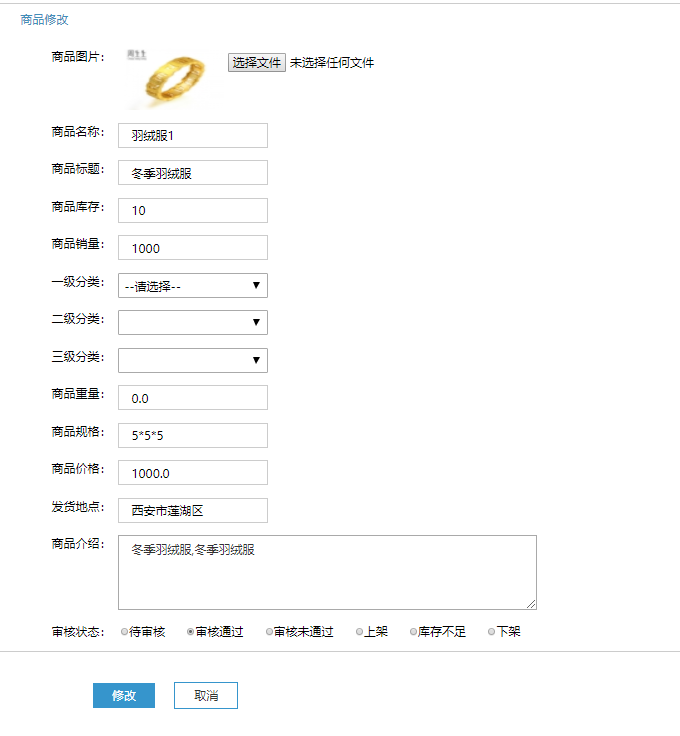 商品修改
商品图片： 选择文件 未选择任何文件
商品名称： 羽绒服1
商品标题： 冬季羽绒服
商品库存： 10
商品销量： 1000
一级分类： --请选择--
二级分类：
三级分类：
商品重量： 0.0
商品规格： 5*5*5
商品价格： 1000.0
发货地点： 西安市莲湖区
商品介绍： 冬季羽绒服,冬季羽绒服
审核状态： 待审核 审核通过 审核未通过 上架 库存不足 下架
修改 取消